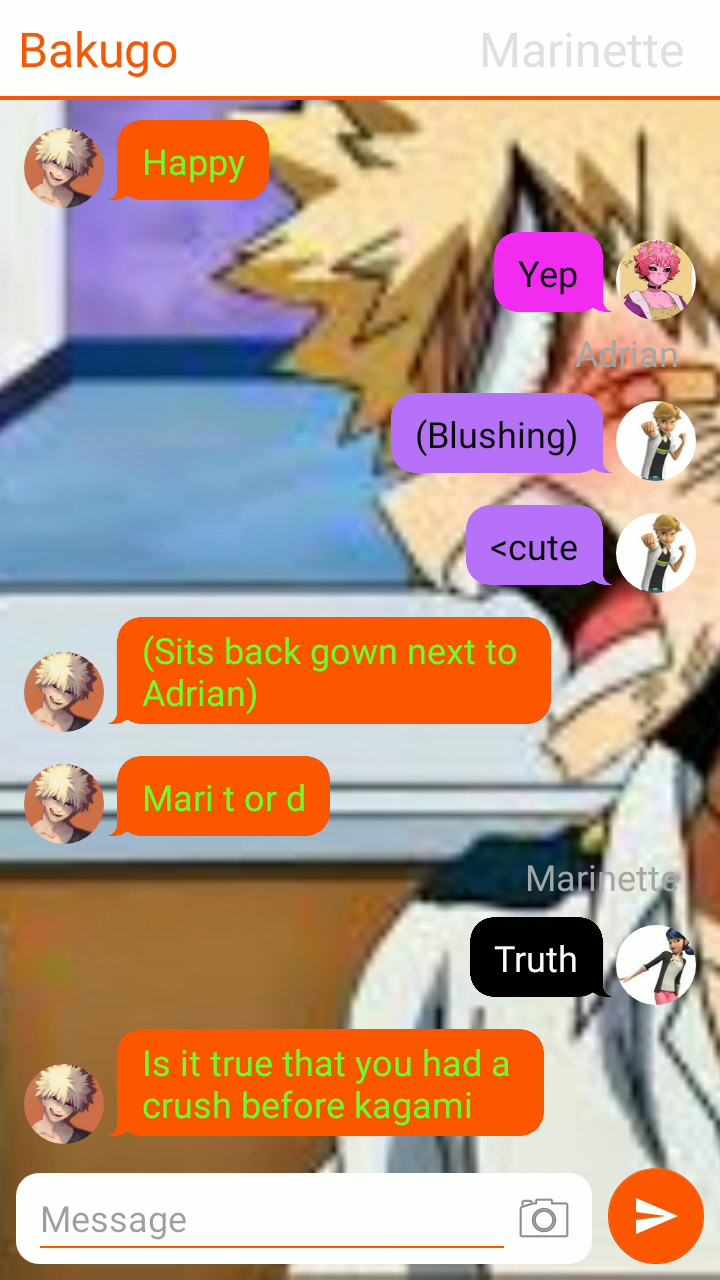 Bakugo
Marinette
Happy
Yep
Adrian
(Blushing)
<cute
(Sits back gown next to
Adrian)
Mari t or d
Marinette
Truth
Is it true that you had a
crush before kagami
Message